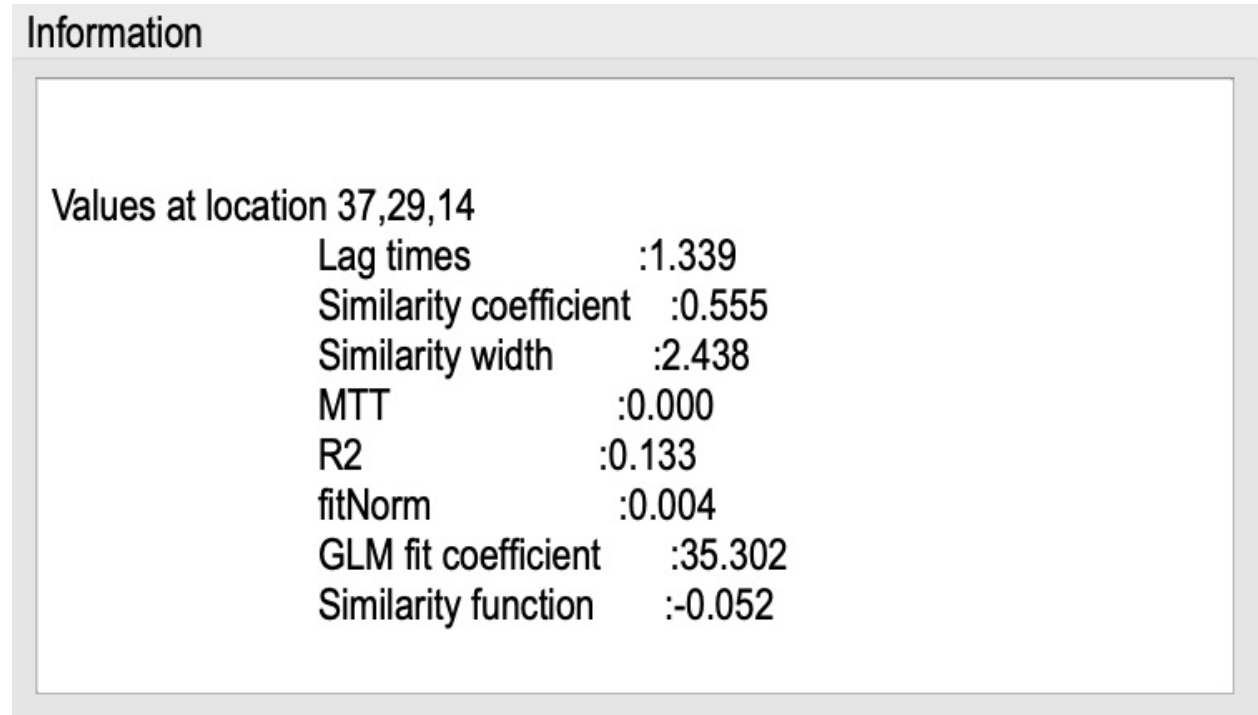 Information
Values at location 37,29,14
Lag times :1.339
Similarity coefficient :0.555
Similarity width :2.438
MTT :0.000
R2 :0.133
fitNorm :0.004
GLM fit coefficient :35.302
Similarity function :-0.052